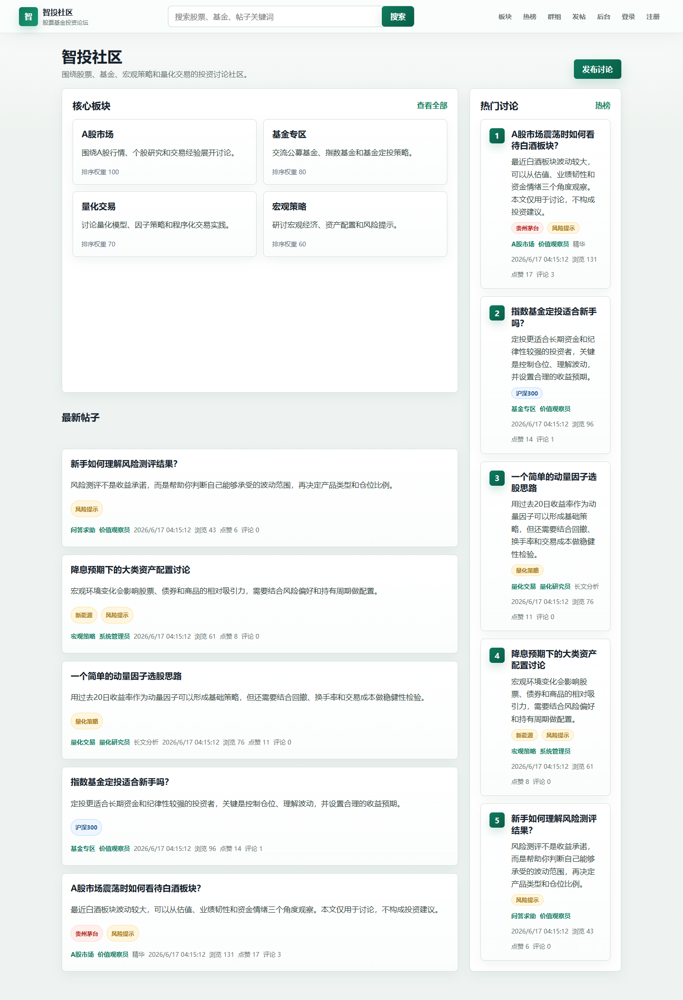 智
智投社区
股票基金投资论坛
搜索股票、基金、帖子关键词
搜索
板块 热榜 群组 发帖 后台 登录 注册
智投社区
围绕股票、基金、宏观策略和量化交易的投资讨论社区。
发布讨论
核心板块
查看全部
A股市场
围绕A股行情、个股研究和交易经验展开讨论。
排序权重 100
基金专区
交流公募基金、指数基金和基金定投策略。
排序权重 80
量化交易
讨论量化模型、因子策略和程序化交易实践。
排序权重 70
宏观策略
研讨宏观经济、资产配置和风险提示。
排序权重 60
最新帖子
新手如何理解风险测评结果？
风险测评不是收益承诺，而是帮助你判断自己能够承受的波动范围，再决定产品类型和仓位比例。
风险提示
问答求助 价值观察员 2026/6/17 04:15:12 浏览 43 点赞 6 评论 0
降息预期下的大类资产配置讨论
宏观环境变化会影响股票、债券和商品的相对吸引力，需要结合风险偏好和持有周期做配置。
新能源 风险提示
宏观策略 系统管理员 2026/6/17 04:15:12 浏览 61 点赞 8 评论 0
一个简单的动量因子选股思路
用过去20日收益率作为动量因子可以形成基础策略，但还需要结合回撤、换手率和交易成本做稳健性检验。
量化策略
量化交易 量化研究员 长文分析 2026/6/17 04:15:12 浏览 76 点赞 11 评论 0
指数基金定投适合新手吗？
定投更适合长期资金和纪律性较强的投资者，关键是控制仓位、理解波动，并设置合理的收益预期。
沪深300
基金专区 价值观察员 2026/6/17 04:15:12 浏览 96 点赞 14 评论 1
A股市场震荡时如何看待白酒板块？
最近白酒板块波动较大，可以从估值、业绩韧性和资金情绪三个角度观察。本文仅用于讨论，不构成投资建议。
贵州茅台 风险提示
A股市场 价值观察员 精华 2026/6/17 04:15:12 浏览 131 点赞 17 评论 3
热门讨论
热榜
1
A股市场震荡时如何看
待白酒板块？
最近白酒板块波动较大，
可以从估值、业绩韧性和
资金情绪三个角度观察。
本文仅用于讨论，不构成
投资建议。
贵州茅台 风险提示
A股市场 价值观察员 精华
2026/6/17 04:15:12 浏览 131
点赞 17 评论 3
2
指数基金定投适合新手
吗？
定投更适合长期资金和纪
律性较强的投资者，关键
是控制仓位、理解波动，
并设置合理的收益预期。
沪深300
基金专区 价值观察员
2026/6/17 04:15:12 浏览 96
点赞 14 评论 1
3
一个简单的动量因子选
股思路
用过去20日收益率作为动
量因子可以形成基础策
略，但还需要结合回撤、
换手率和交易成本做稳健
性检验。
量化策略
量化交易 量化研究员 长文分析
2026/6/17 04:15:12 浏览 76
点赞 11 评论 0
4
降息预期下的大类资产
配置讨论
宏观环境变化会影响股
票、债券和商品的相对吸
引力，需要结合风险偏好
和持有周期做配置。
新能源 风险提示
宏观策略 系统管理员
2026/6/17 04:15:12 浏览 61
点赞 8 评论 0
5
新手如何理解风险测评
结果？
风险测评不是收益承诺，
而是帮助你判断自己能够
承受的波动范围，再决定
产品类型和仓位比例。
风险提示
问答求助 价值观察员
2026/6/17 04:15:12 浏览 43
点赞 6 评论 0